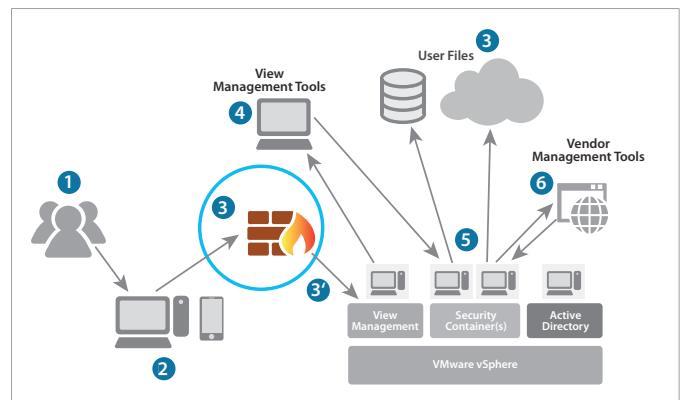 User Files
3
View
Management Tools
4
Vendor
Management Tools
6
1
3
5
3′
2
View
Management
Security
Container(s)
Active
Directory
VMware vSphere